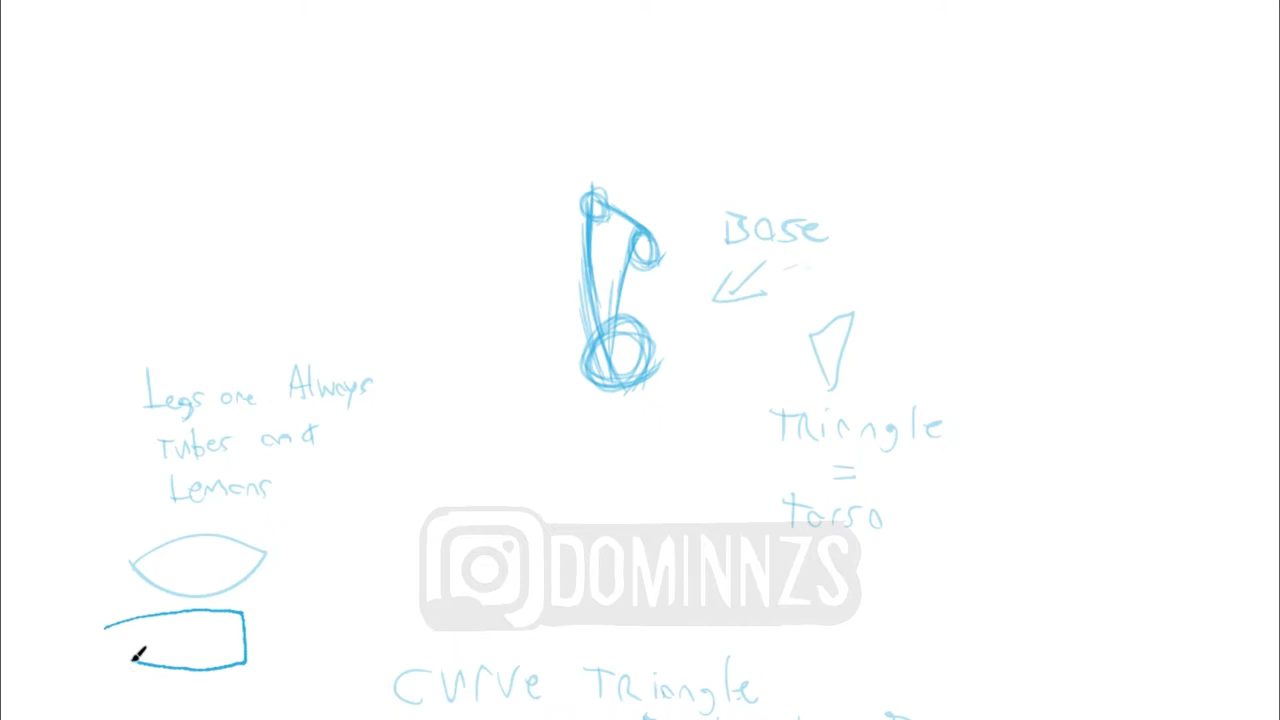 Base
Legs are Always
Tubes and
Lemons
Triangle
=
torso
DOMINNZS
CURVE TRiangle